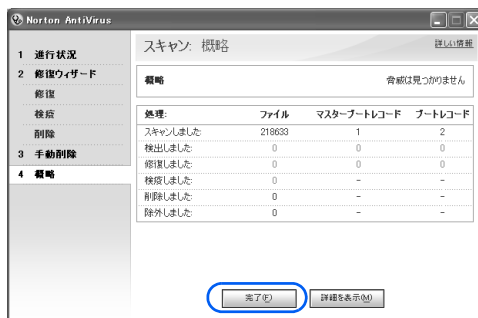 Norton AntiVirus
1 進行状況
2 修復ウィザード
修復
検疫
削除
3 手動削除
4 概略
スキャン: 概略
詳しい情報
概略 脅威は見つかりません
処理: ファイル マスターブートレコード ブートレコード
スキャンしました: 218633 1 2
検出しました: 0 0 0
修復しました: 0 0 0
検疫しました: 0 - -
削除しました: 0 - -
除外しました: 0 - -
完了(F) 詳細を表示(M)